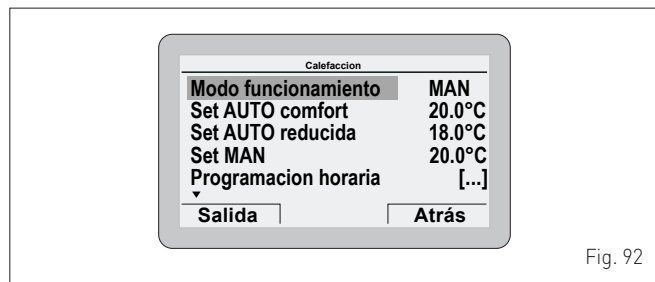 Calefaccion
Modo funcionamiento MAN
Set AUTO comfort 20.0°C
Set AUTO reducida 18.0°C
Set MAN 20.0°C
Programacion horaria [...]
Salida Atrás
Fig. 92